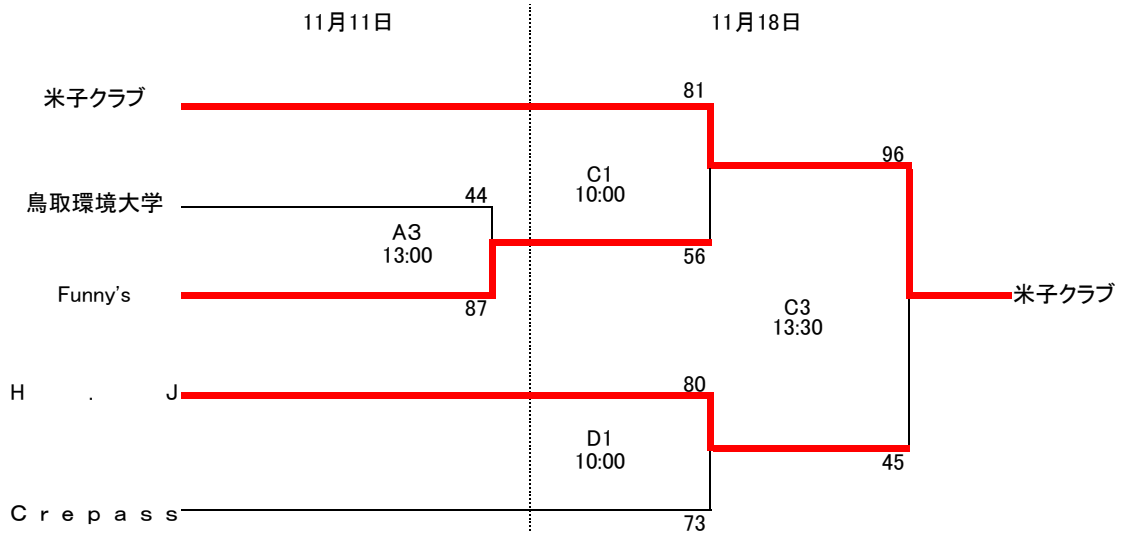 11月11日
11月18日
米子クラブ
81
96
C1
10:00
鳥取環境大学
44
A3
13:00
56
Funny's
87
米子クラブ
C3
13:30
H . J
80
D1
10:00
45
Crepass
73